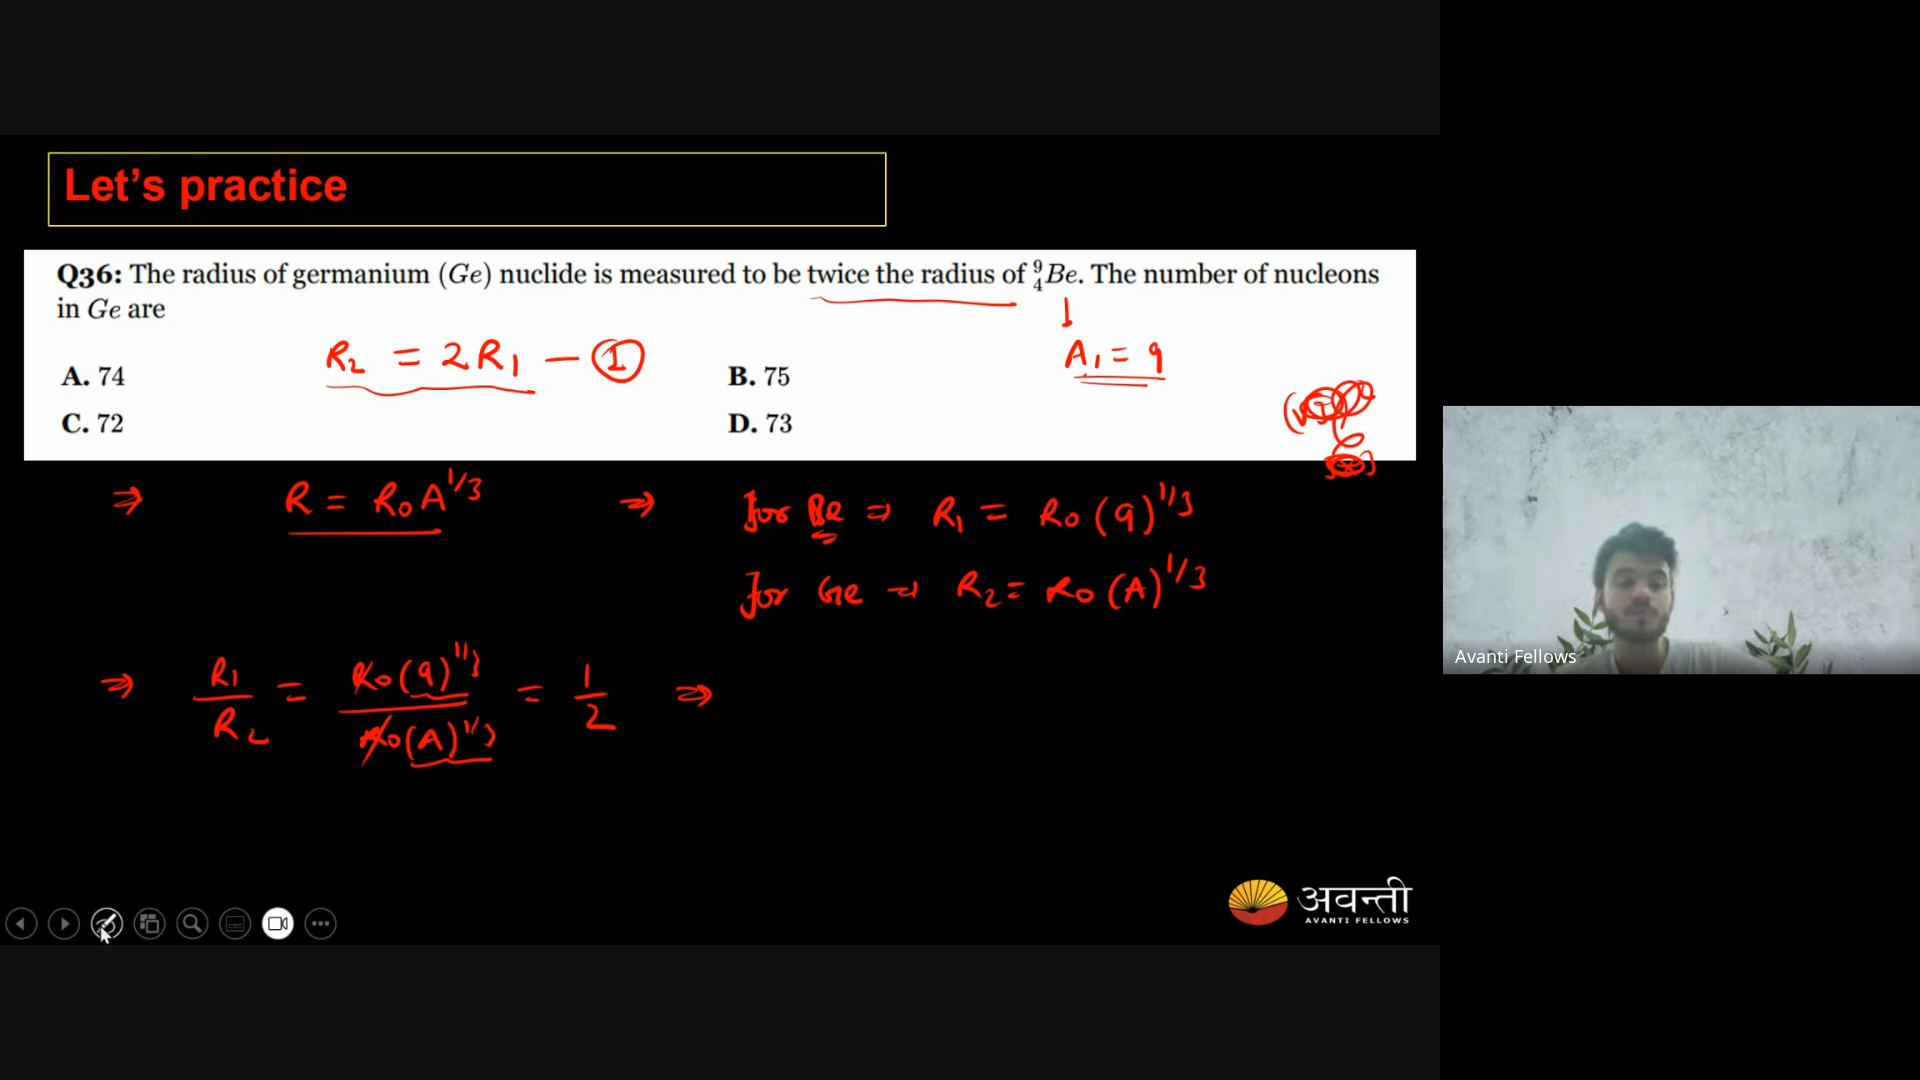 Let's practice
Q36: The radius of germanium (Ge) nuclide is measured to be twice the radius of ⁹₄Be. The number of nucleons
in Ge are
R₂ = 2R₁ — ①
A₁ = 9
A. 74
B. 75
C. 72
D. 73
⇒ R = R₀A^1/3 ⇒ for Be ⇒ R₁ = R₀(9)^1/3
for Ge ⇒ R₂ = R₀(A)^1/3
⇒ R₁/R₂ = R₀(9)^1/3 / R₀(A)^1/3 = 1/2 ⇒
Avanti Fellows
अवन्ती
AVANTI FELLOWS